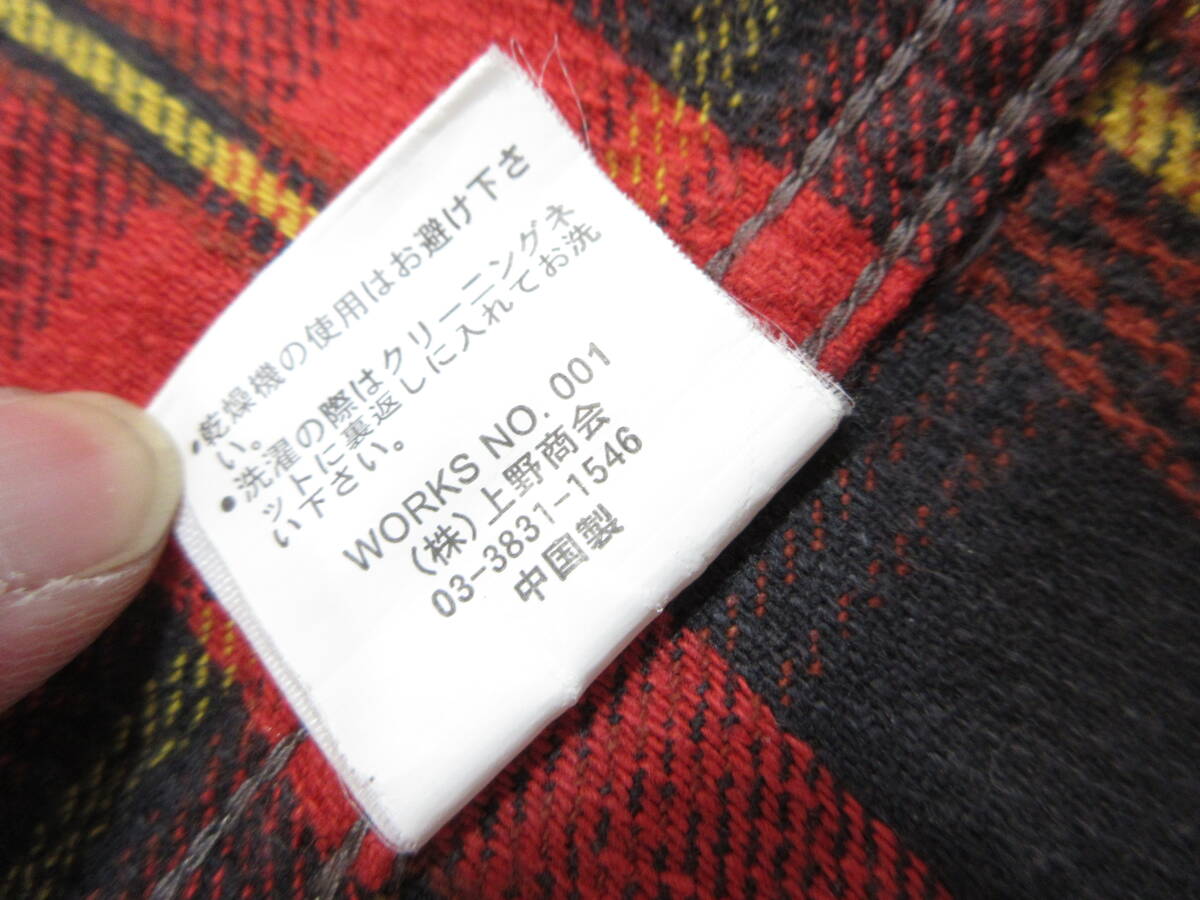 •乾燥機の使用はお避け下さ
い。
•洗濯の際はクリーニングネ
ットに裏返しに入れてお洗
い下さい。
WORKS NO. 001
(株)上野商会
03-3831-1546
中国製